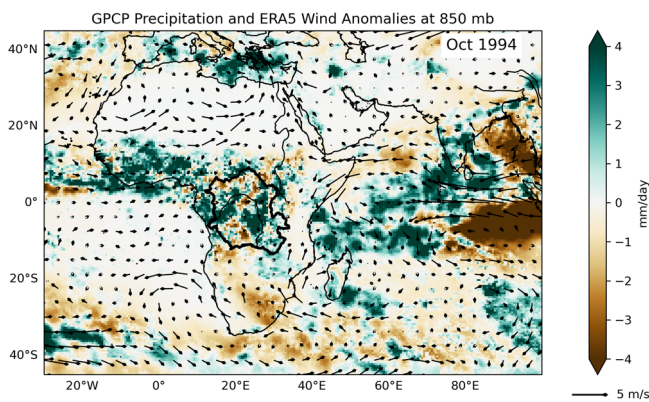 GPCP Precipitation and ERA5 Wind Anomalies at 850 mb
Oct 1994
40°N
20°N
0°
20°S
40°S
20°W 0° 20°E 40°E 60°E 80°E
4
3
2
1
0
−1
−2
−3
−4
mm/day
5 m/s